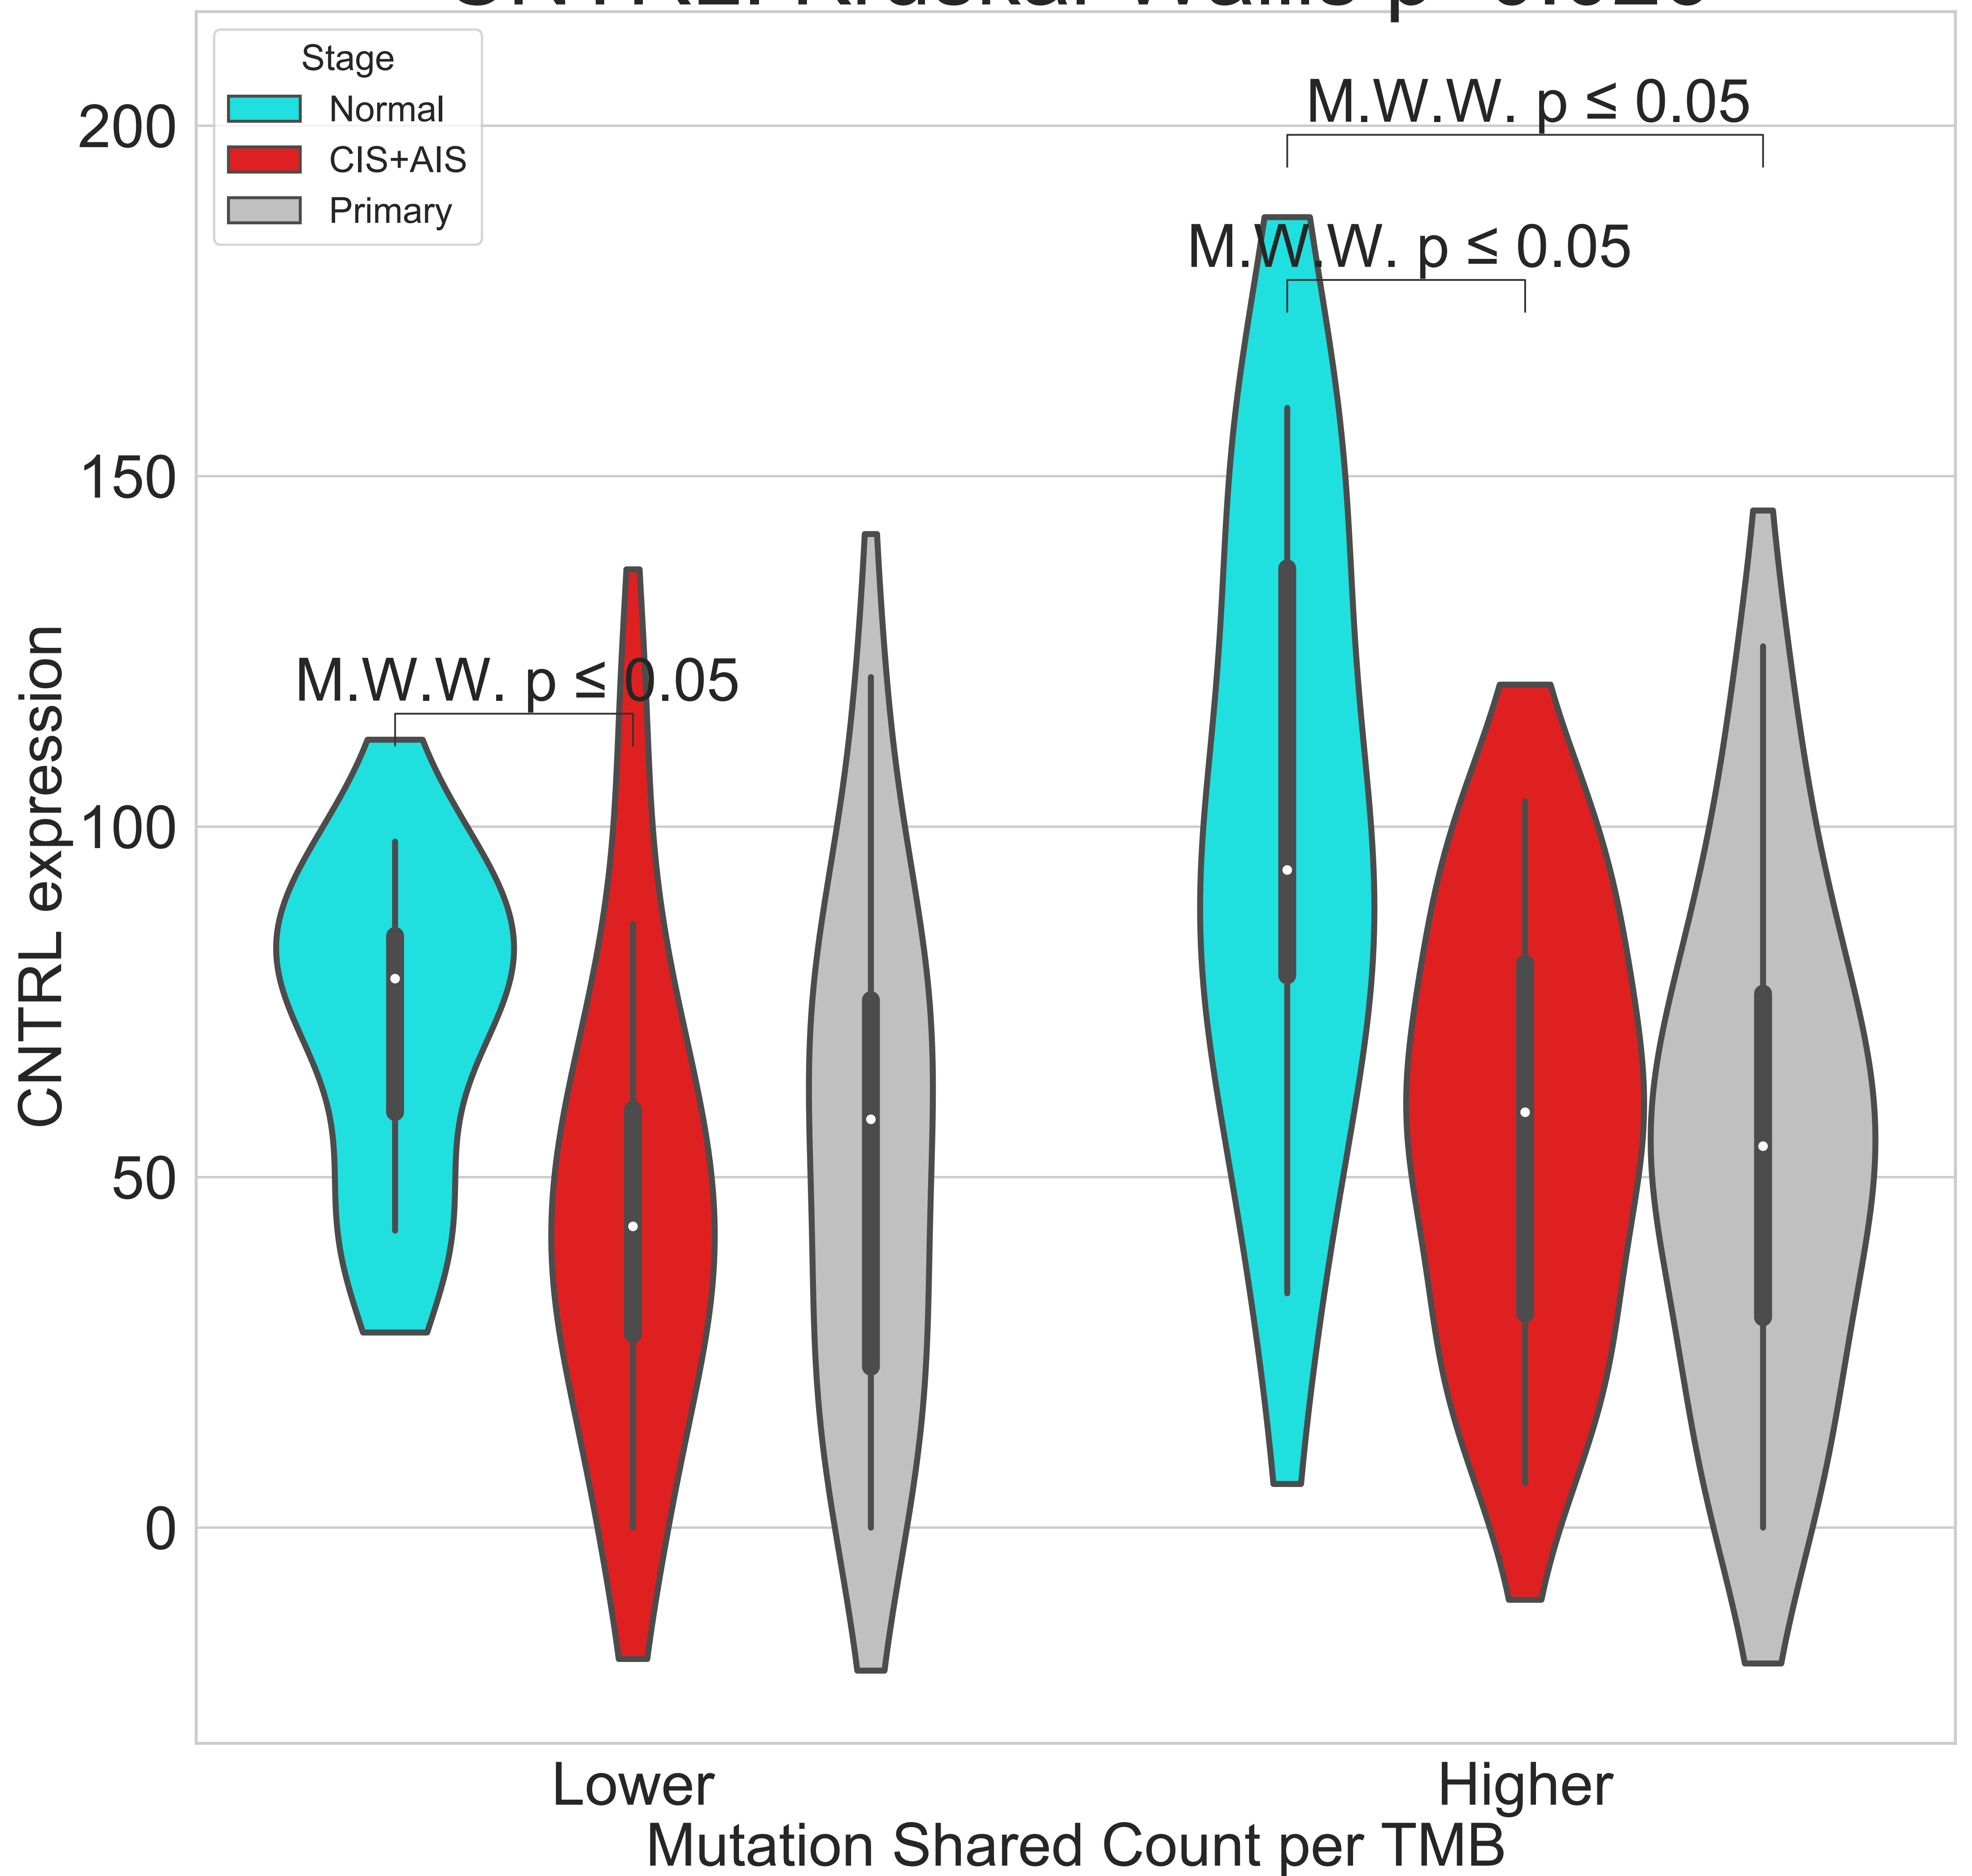 Stage
Normal
CIS+AIS
Primary
M.W.W. p ≤ 0.05
M.W.W. p ≤ 0.05
M.W.W. p ≤ 0.05
200
150
100
50
0
CNTRL expression
Lower
Higher
Mutation Shared Count per TMB